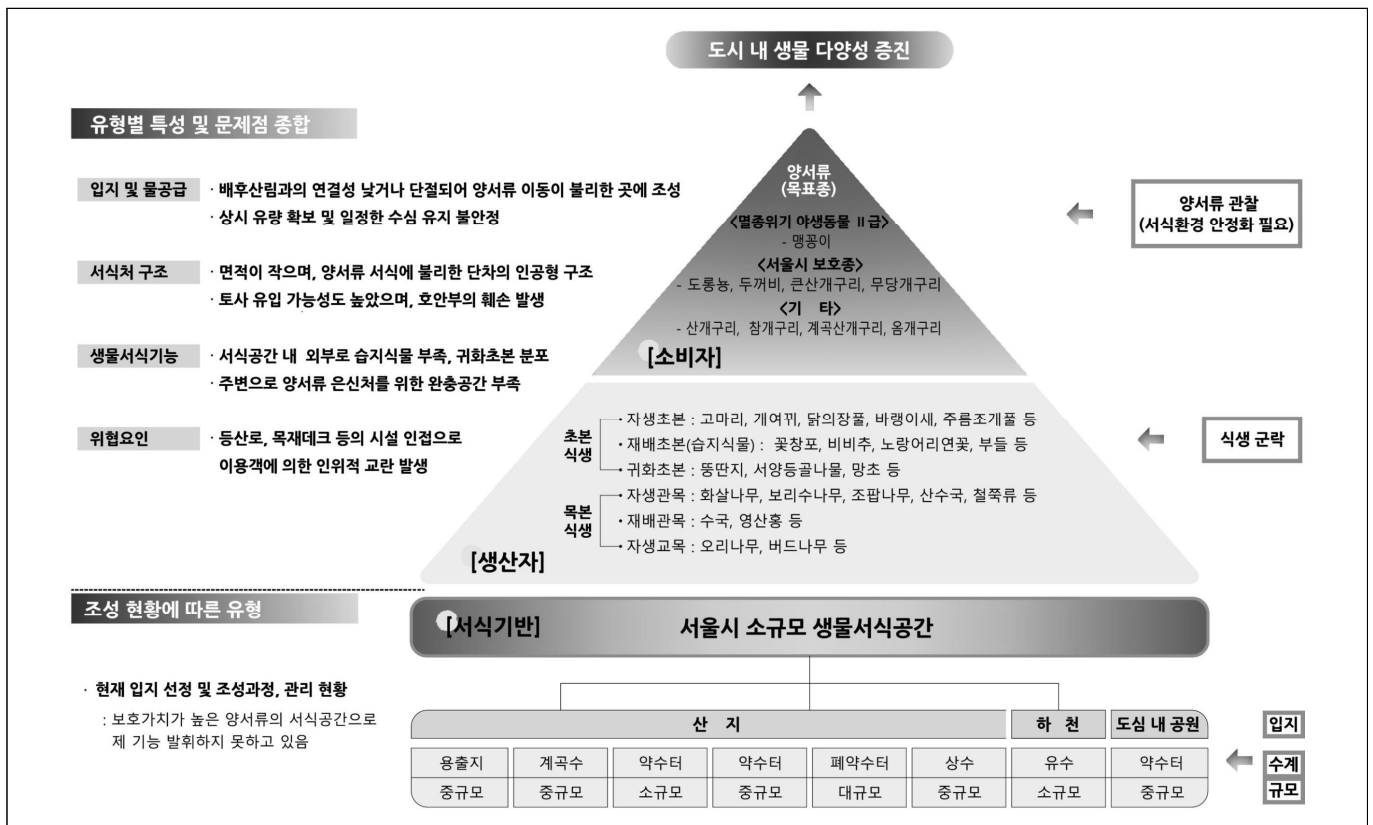 도시 내 생물 다양성 증진
유형별 특성 및 문제점 종합
입지 및 물공급
· 배후산림과의 연결성 낮거나 단절되어 양서류 이동이 불리한 곳에 조성
· 상시 유량 확보 및 일정한 수심 유지 불안정
서식처 구조
· 면적이 작으며, 양서류 서식에 불리한 단차의 인공형 구조
· 토사 유입 가능성도 높았으며, 호안부의 훼손 발생
생물서식기능
· 서식공간 내 외부로 습지식물 부족, 귀화초본 분포
· 주변으로 양서류 은신처를 위한 완충공간 부족
위협요인
· 등산로, 목재데크 등의 시설 인접으로
이용객에 의한 인위적 교란 발생
양서류
(목표종)
<멸종위기 야생동물 Ⅱ급>
- 맹꽁이
<서울시 보호종>
- 도롱뇽, 두꺼비, 큰산개구리, 무당개구리
<기 타>
- 산개구리, 참개구리, 계곡산개구리, 옴개구리
[소비자]
양서류 관찰
(서식환경 안정화 필요)
초본
식생
자생초본 : 고마리, 개여뀌, 닭의장풀, 바랭이새, 주름조개풀 등
재배초본(습지식물) : 꽃창포, 비비추, 노랑어리연꽃, 부들 등
귀화초본 : 뚱딴지, 서양등골나물, 망초 등
목본
식생
자생관목 : 화살나무, 보리수나무, 조팝나무, 산수국, 철쭉류 등
재배관목 : 수국, 영산홍 등
자생교목 : 오리나무, 버드나무 등
[생산자]
식생 군락
조성 현황에 따른 유형
· 현재 입지 선정 및 조성과정, 관리 현황
: 보호가치가 높은 양서류의 서식공간으로
제 기능 발휘하지 못하고 있음
[서식기반] 서울시 소규모 생물서식공간
산 지 하 천 도심 내 공원 입지
용출지 계곡수 약수터 약수터 폐약수터 상수 유수 약수터 수계
중규모 중규모 소규모 중규모 대규모 중규모 소규모 중규모 규모